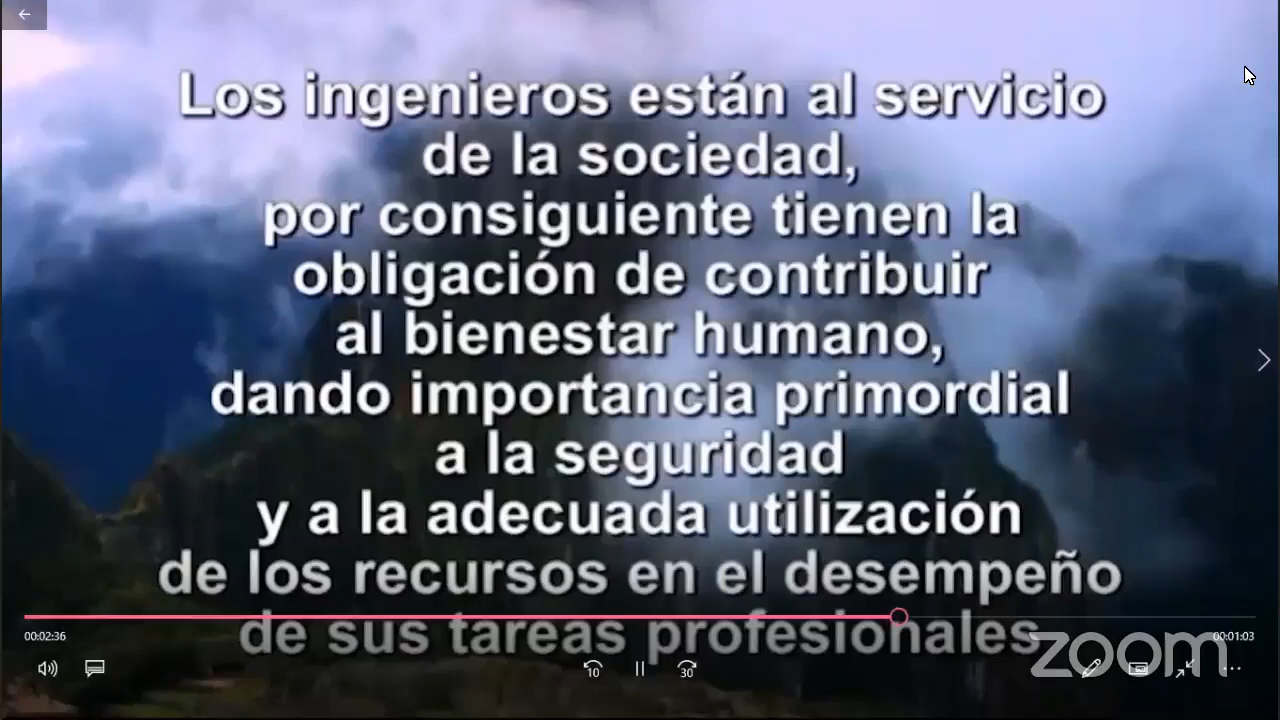 Los ingenieros están al servicio
de la sociedad,
por consiguiente tienen la
obligación de contribuir
al bienestar humano,
dando importancia primordial
a la seguridad
y a la adecuada utilización
de los recursos en el desempeño
de sus tareas profesionales
00:02:36
00:01:03
10
30
zoom